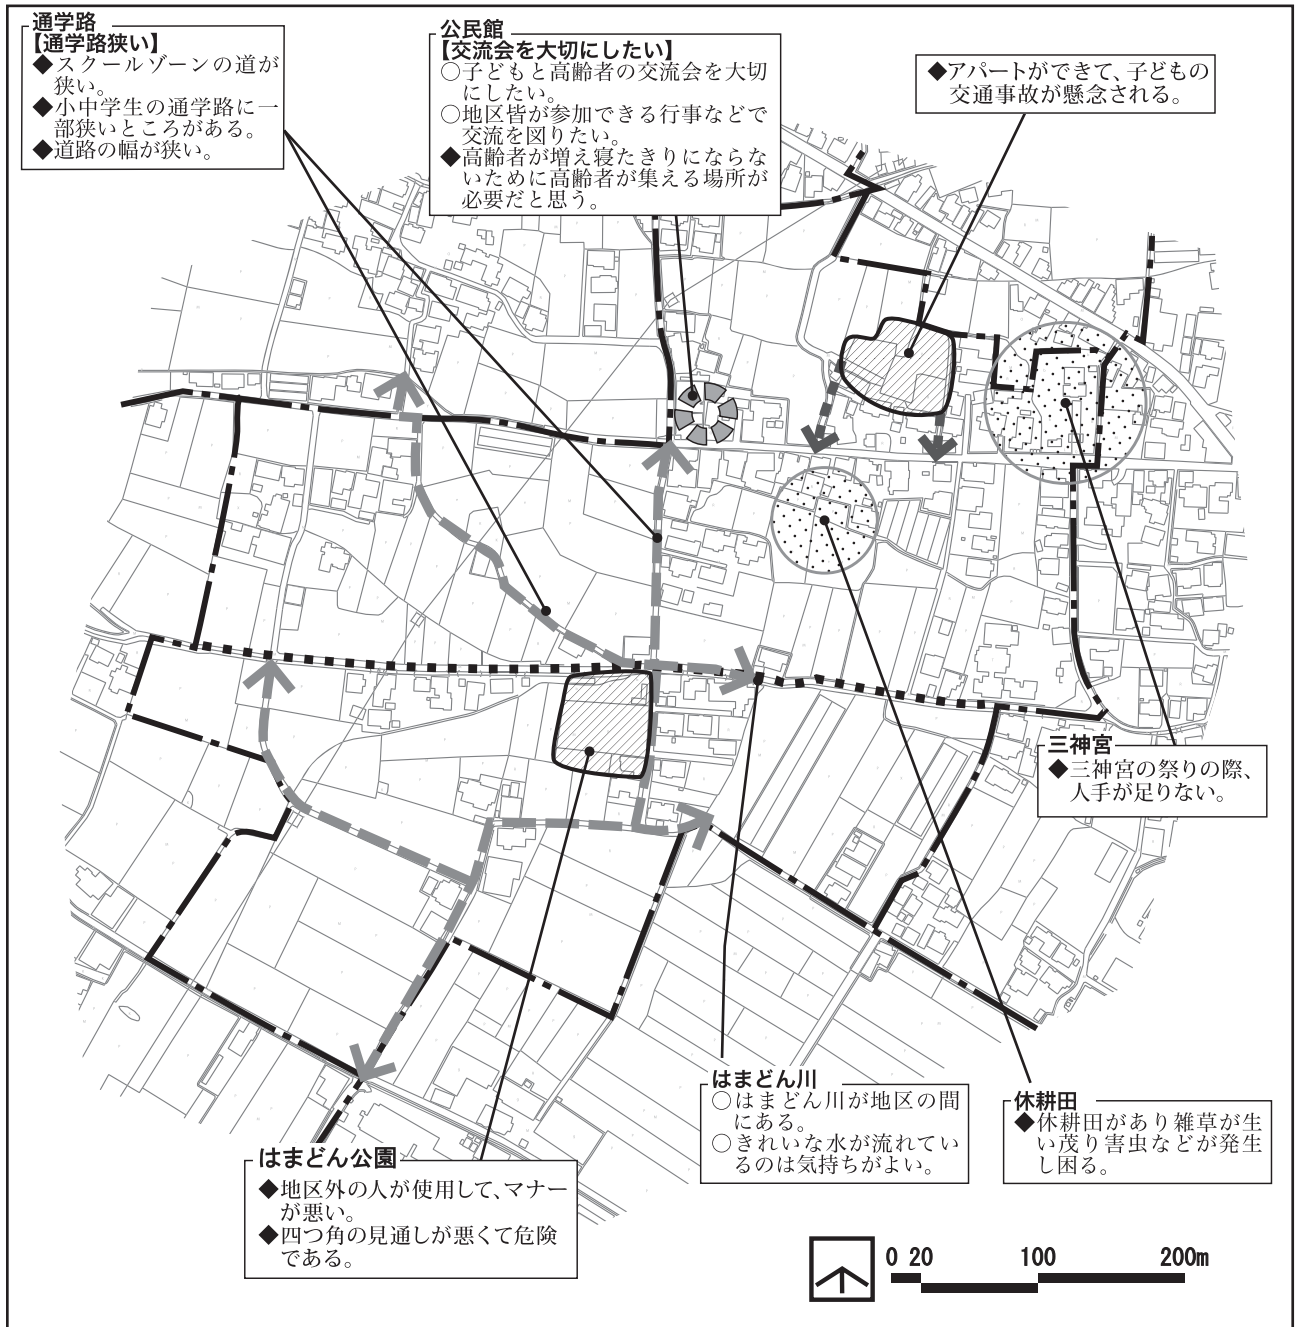 通学路
【通学路狭い】
◆スクールゾーンの道が
狭い。
◆小中学生の通学路に一
部狭いところがある。
◆道路の幅が狭い。
公民館
【交流会を大切にしたい】
○子どもと高齢者の交流会を大切
にしたい。
○地区皆が参加できる行事などで
交流を図りたい。
◆高齢者が増え寝たきりにならな
いために高齢者が集える場所が
必要だと思う。
◆アパートができて、子どもの
交通事故が懸念される。
三神宮
◆三神宮の祭りの際、
人手が足りない。
はまどん川
○はまどん川が地区の間
にある。
○きれいな水が流れてい
るのは気持ちがよい。
休耕田
◆休耕田があり雑草が生
い茂り害虫などが発生
し困る。
はまどん公園
◆地区外の人が使用して、マナー
が悪い。
◆四つ角の見通しが悪くて危険
である。
0 20 100 200m